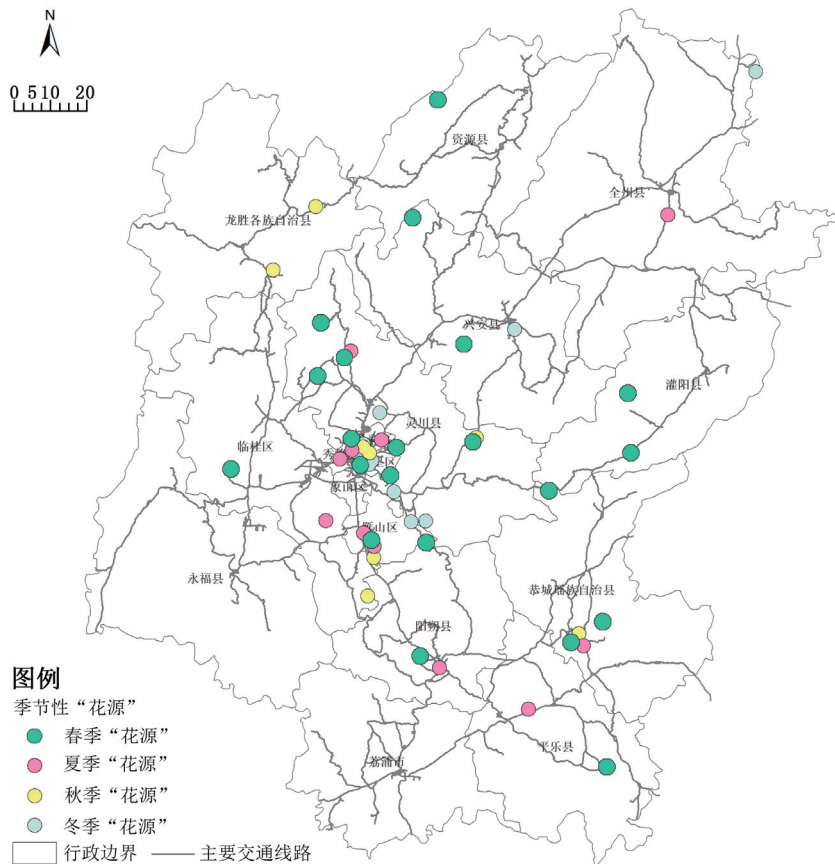 N
0 5 10 20
资源县
全州县
龙胜各族自治县
兴安县
灌阳县
灵川县
临桂区
象山区
雁山区
永福县
恭城瑶族自治县
阳朔县
平乐县
荔浦市
图例
季节性“花源”
春季“花源”
夏季“花源”
秋季“花源”
冬季“花源”
行政边界 主要交通线路